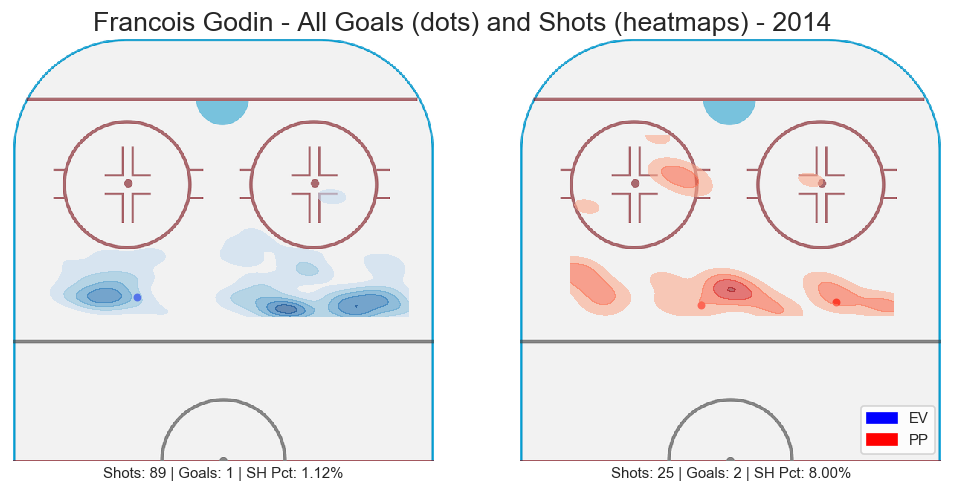 Francois Godin - All Goals (dots) and Shots (heatmaps) - 2014
EV
PP
Shots: 89 | Goals: 1 | SH Pct: 1.12%
Shots: 25 | Goals: 2 | SH Pct: 8.00%